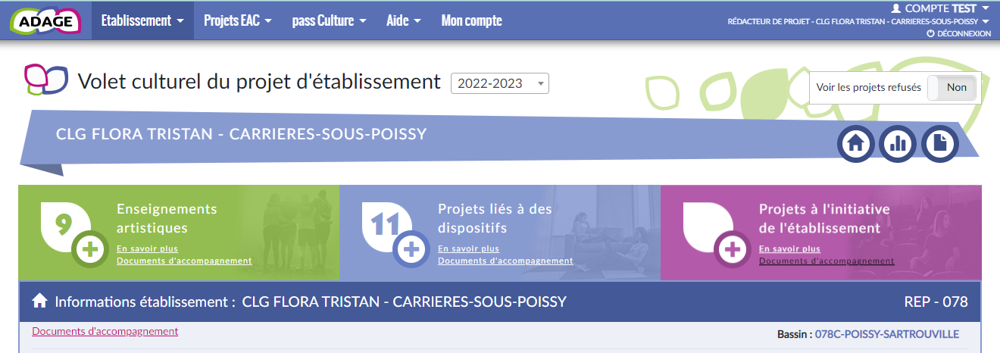 ADAGE
Etablissement
Projets EAC
pass Culture
Aide
Mon compte
COMPTE TEST
RÉDACTEUR DE PROJET - CLG FLORA TRISTAN - CARRIERES-SOUS-POISSY
DÉCONNEXION
Volet culturel du projet d'établissement
2022-2023
Voir les projets refusés
Non
CLG FLORA TRISTAN - CARRIERES-SOUS-POISSY
9
Enseignements
artistiques
En savoir plus
Documents d'accompagnement
11
Projets liés à des
dispositifs
En savoir plus
Documents d'accompagnement
Projets à l'initiative
de l'établissement
En savoir plus
Documents d'accompagnement
Informations établissement : CLG FLORA TRISTAN - CARRIERES-SOUS-POISSY
REP - 078
Documents d'accompagnement
Bassin : 078C-POISSY-SARTROUVILLE